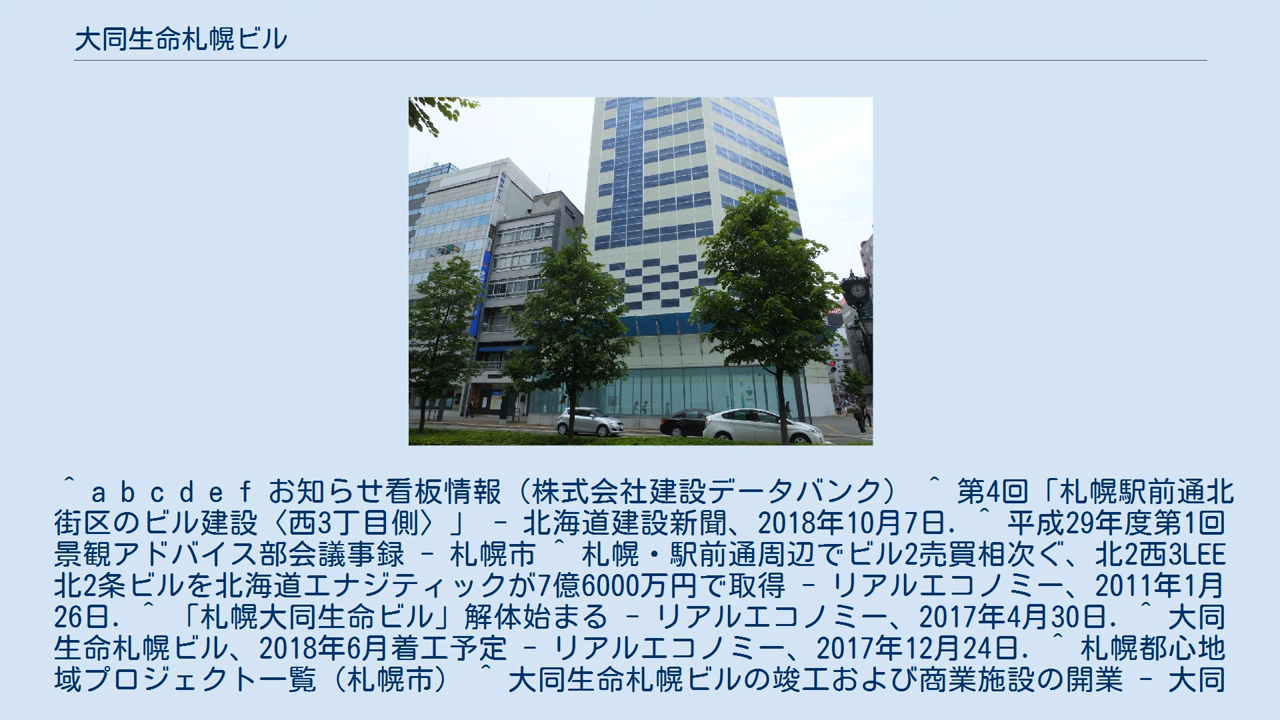 大同生命札幌ビル
^ a b c d e f お知らせ看板情報（株式会社建設データバンク） ^ 第4回「札幌駅前通北
街区のビル建設〈西3丁目側〉」 - 北海道建設新聞、2018年10月7日. ^ 平成29年度第1回
景観アドバイス部会議事録 - 札幌市 ^ 札幌・駅前通周辺でビル2売買相次ぐ、北2西3LEE
北2条ビルを北海道エナジティックが7億6000万円で取得 - リアルエコノミー、2011年1月
26日. ^ 「札幌大同生命ビル」解体始まる - リアルエコノミー、2017年4月30日. ^ 大同
生命札幌ビル、2018年6月着工予定 - リアルエコノミー、2017年12月24日. ^ 札幌都心地
域プロジェクト一覧（札幌市） ^ 大同生命札幌ビルの竣工および商業施設の開業 - 大同